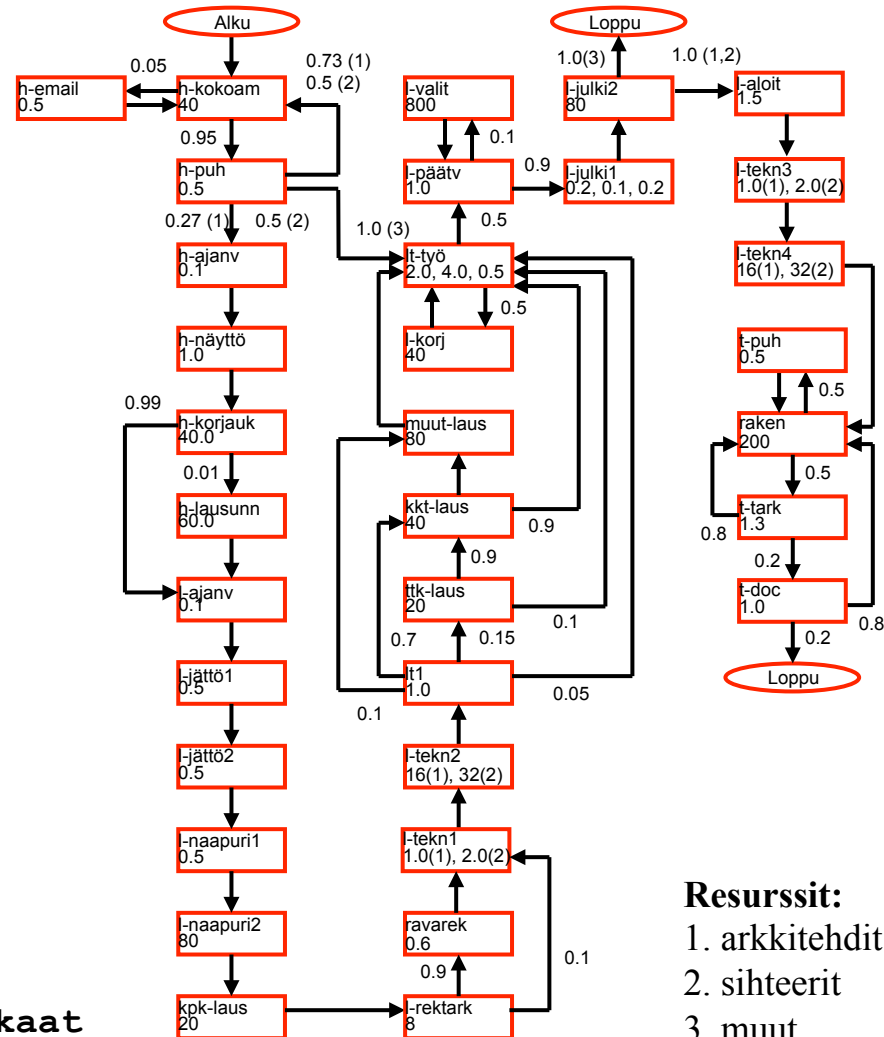 Alku
0.05
h-email
0.5
h-kokoam
40
0.73 (1)
0.5 (2)
0.95
h-puh
0.5
0.27 (1)
0.5 (2)
1.0 (3)
h-ajanv
0.1
h-näyttö
1.0
0.99
h-korjauk
40.0
0.01
h-lausunn
60.0
l-ajanv
0.1
l-jättö1
0.5
l-jättö2
0.5
l-naapuri1
0.5
l-naapuri2
80
kpk-laus
20
kaat
Loppu
1.0(3)
1.0 (1,2)
l-valit
800
0.1
l-päätv
1.0
0.9
l-julki2
80
l-julki1
0.2, 0.1, 0.2
0.5
lt-työ
2.0, 4.0, 0.5
0.5
l-korj
40
muut-laus
80
kkt-laus
40
0.9
0.9
ttk-laus
20
0.1
0.7
0.15
lt1
1.0
0.05
0.1
l-tekn2
16(1), 32(2)
l-tekn1
1.0(1), 2.0(2)
ravarek
0.6
0.1
0.9
l-rektark
8
l-aloit
1.5
l-tekn3
1.0(1), 2.0(2)
l-tekn4
16(1), 32(2)
t-puh
0.5
0.5
raken
200
0.5
t-tark
1.3
0.8
0.2
t-doc
1.0
0.8
0.2
Loppu
Resurssit:
1. arkkitehdit
2. sihteerit
3. muut